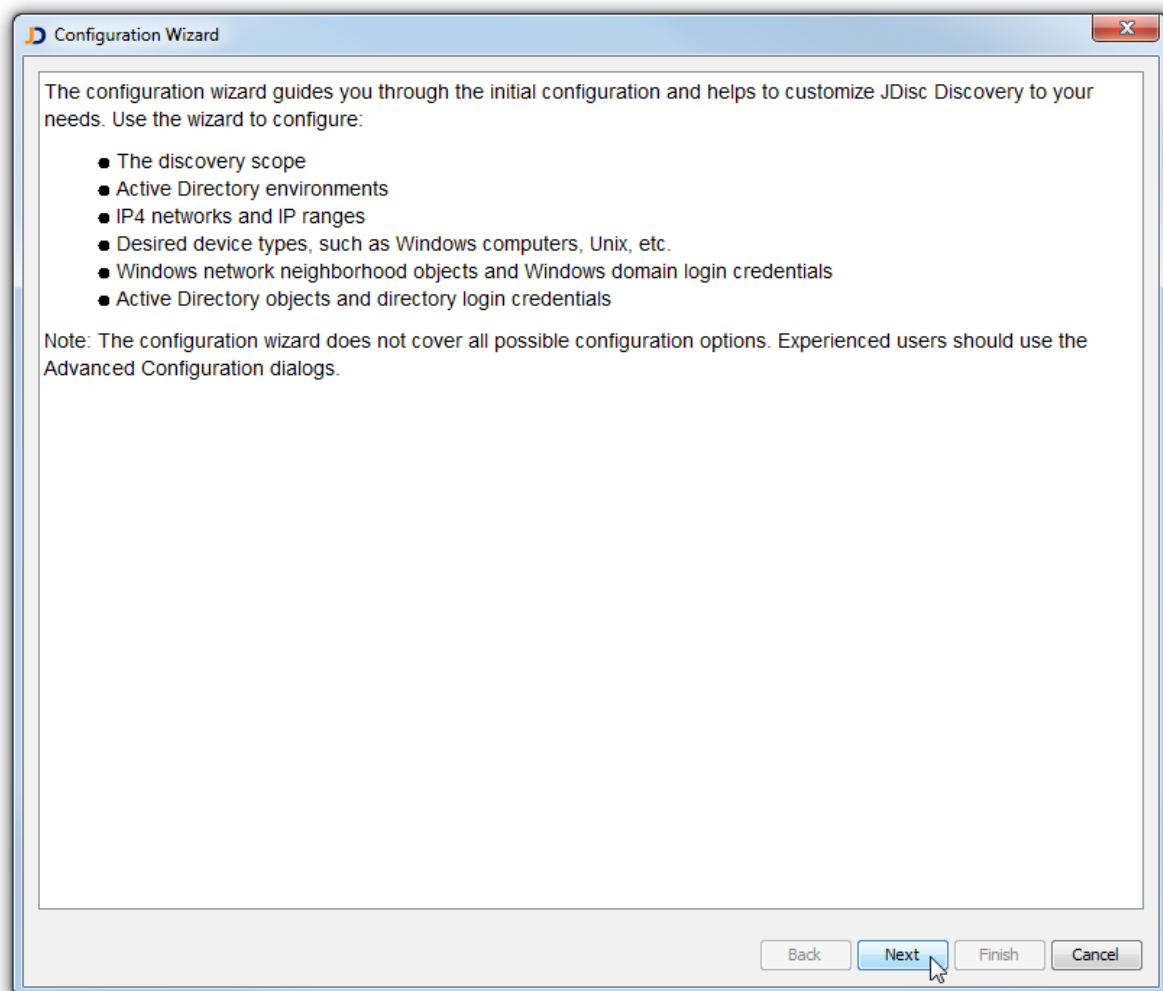 JD Configuration Wizard
The configuration wizard guides you through the initial configuration and helps to customize JDisc Discovery to your
needs. Use the wizard to configure:
● The discovery scope
● Active Directory environments
● IP4 networks and IP ranges
● Desired device types, such as Windows computers, Unix, etc.
● Windows network neighborhood objects and Windows domain login credentials
● Active Directory objects and directory login credentials
Note: The configuration wizard does not cover all possible configuration options. Experienced users should use the
Advanced Configuration dialogs.
Back Next Finish Cancel